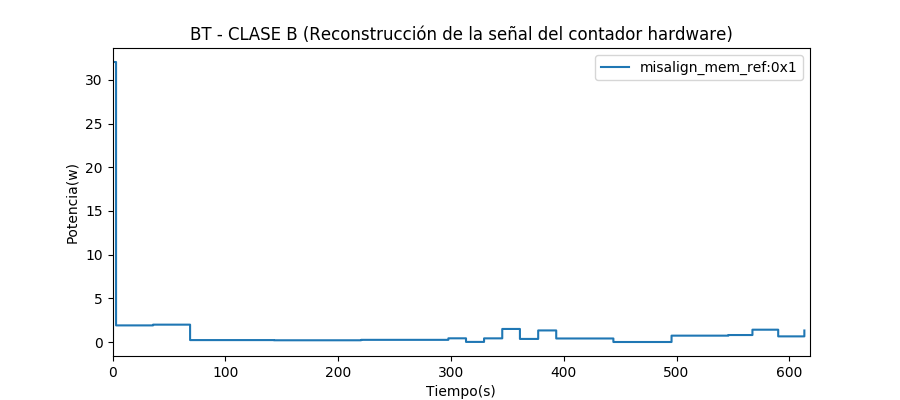 BT - CLASE B (Reconstrucción de la señal del contador hardware)
misalign_mem_ref:0x1
Potencia(w)
30
25
20
15
10
5
0
0 100 200 300 400 500 600
Tiempo(s)